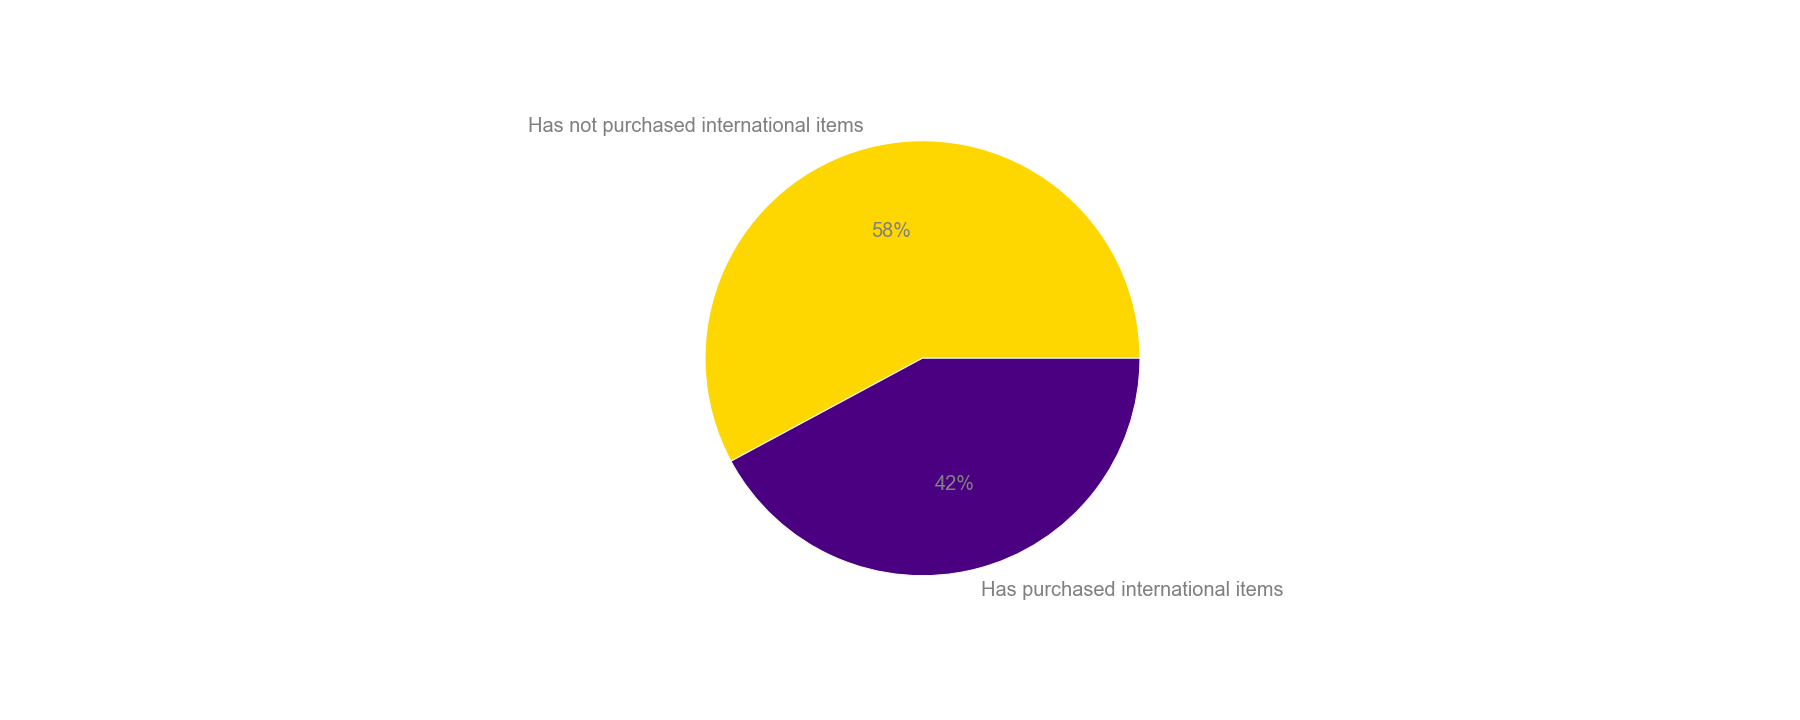 Has not purchased international items
58%
42%
Has purchased international items